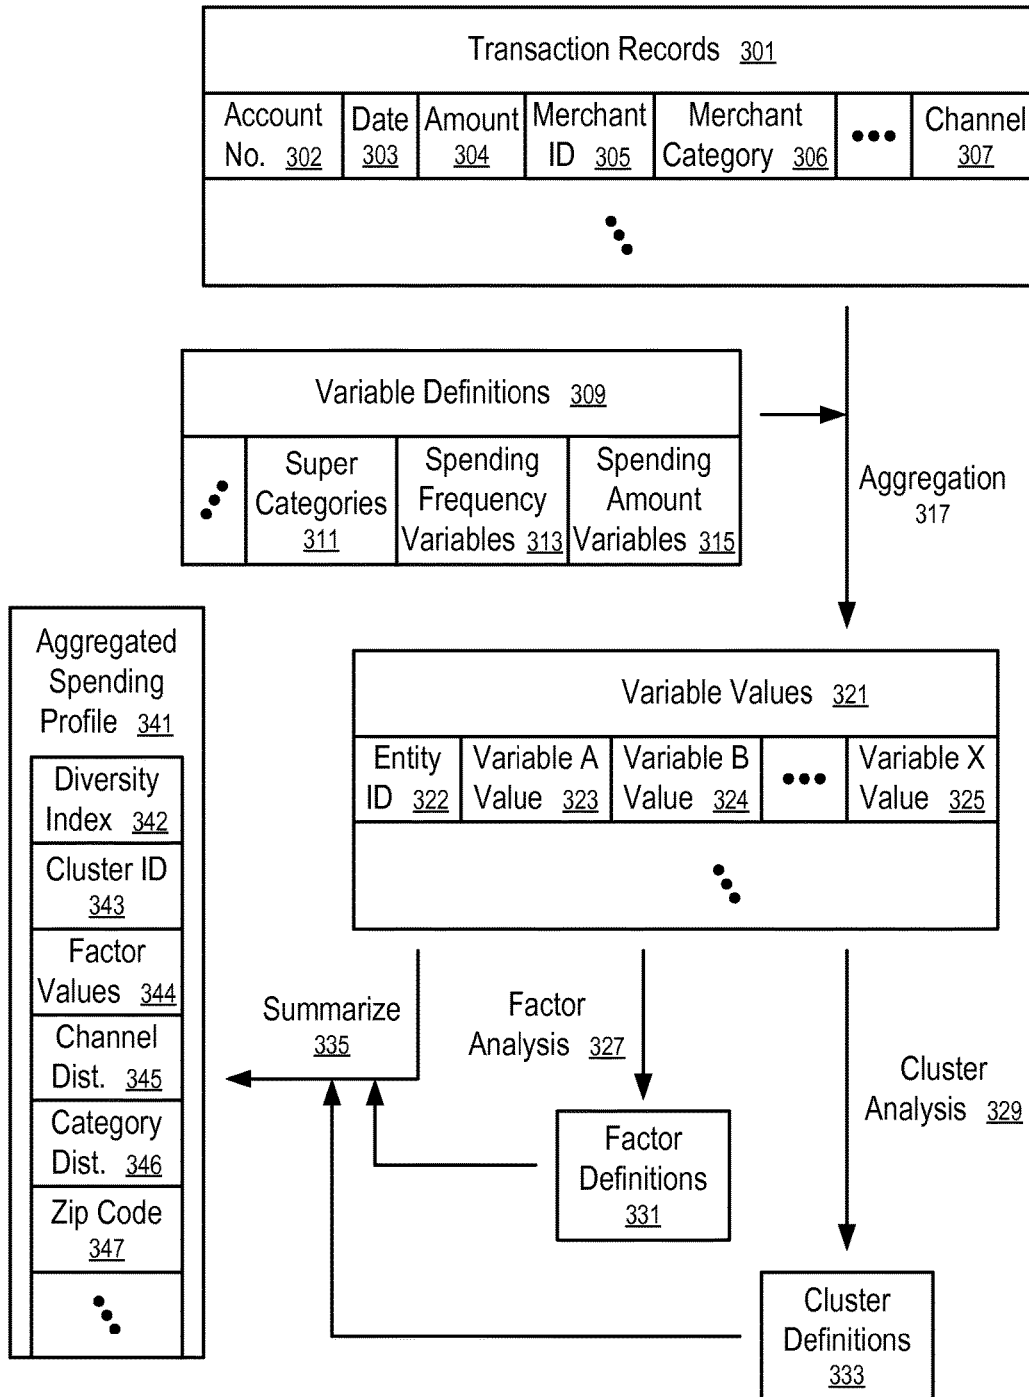 Transaction Records 301
Account No. 302
Date 303
Amount 304
Merchant ID 305
Merchant Category 306
Channel 307
Variable Definitions 309
Super Categories 311
Spending Frequency Variables 313
Spending Amount Variables 315
Aggregation 317
Aggregated Spending Profile 341
Diversity Index 342
Cluster ID 343
Factor Values 344
Channel Dist. 345
Category Dist. 346
Zip Code 347
Variable Values 321
Entity ID 322
Variable A Value 323
Variable B Value 324
Variable X Value 325
Summarize 335
Factor Analysis 327
Cluster Analysis 329
Factor Definitions 331
Cluster Definitions 333